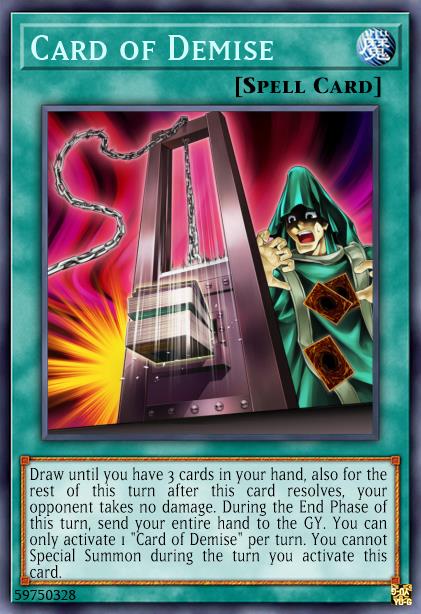 Card of Demise
魔
[Spell Card]
Draw until you have 3 cards in your hand, also for the
rest of this turn after this card resolves, your
opponent takes no damage. During the End Phase of
this turn, send your entire hand to the GY. You can
only activate 1 "Card of Demise" per turn. You cannot
Special Summon during the turn you activate this
card.
59750328